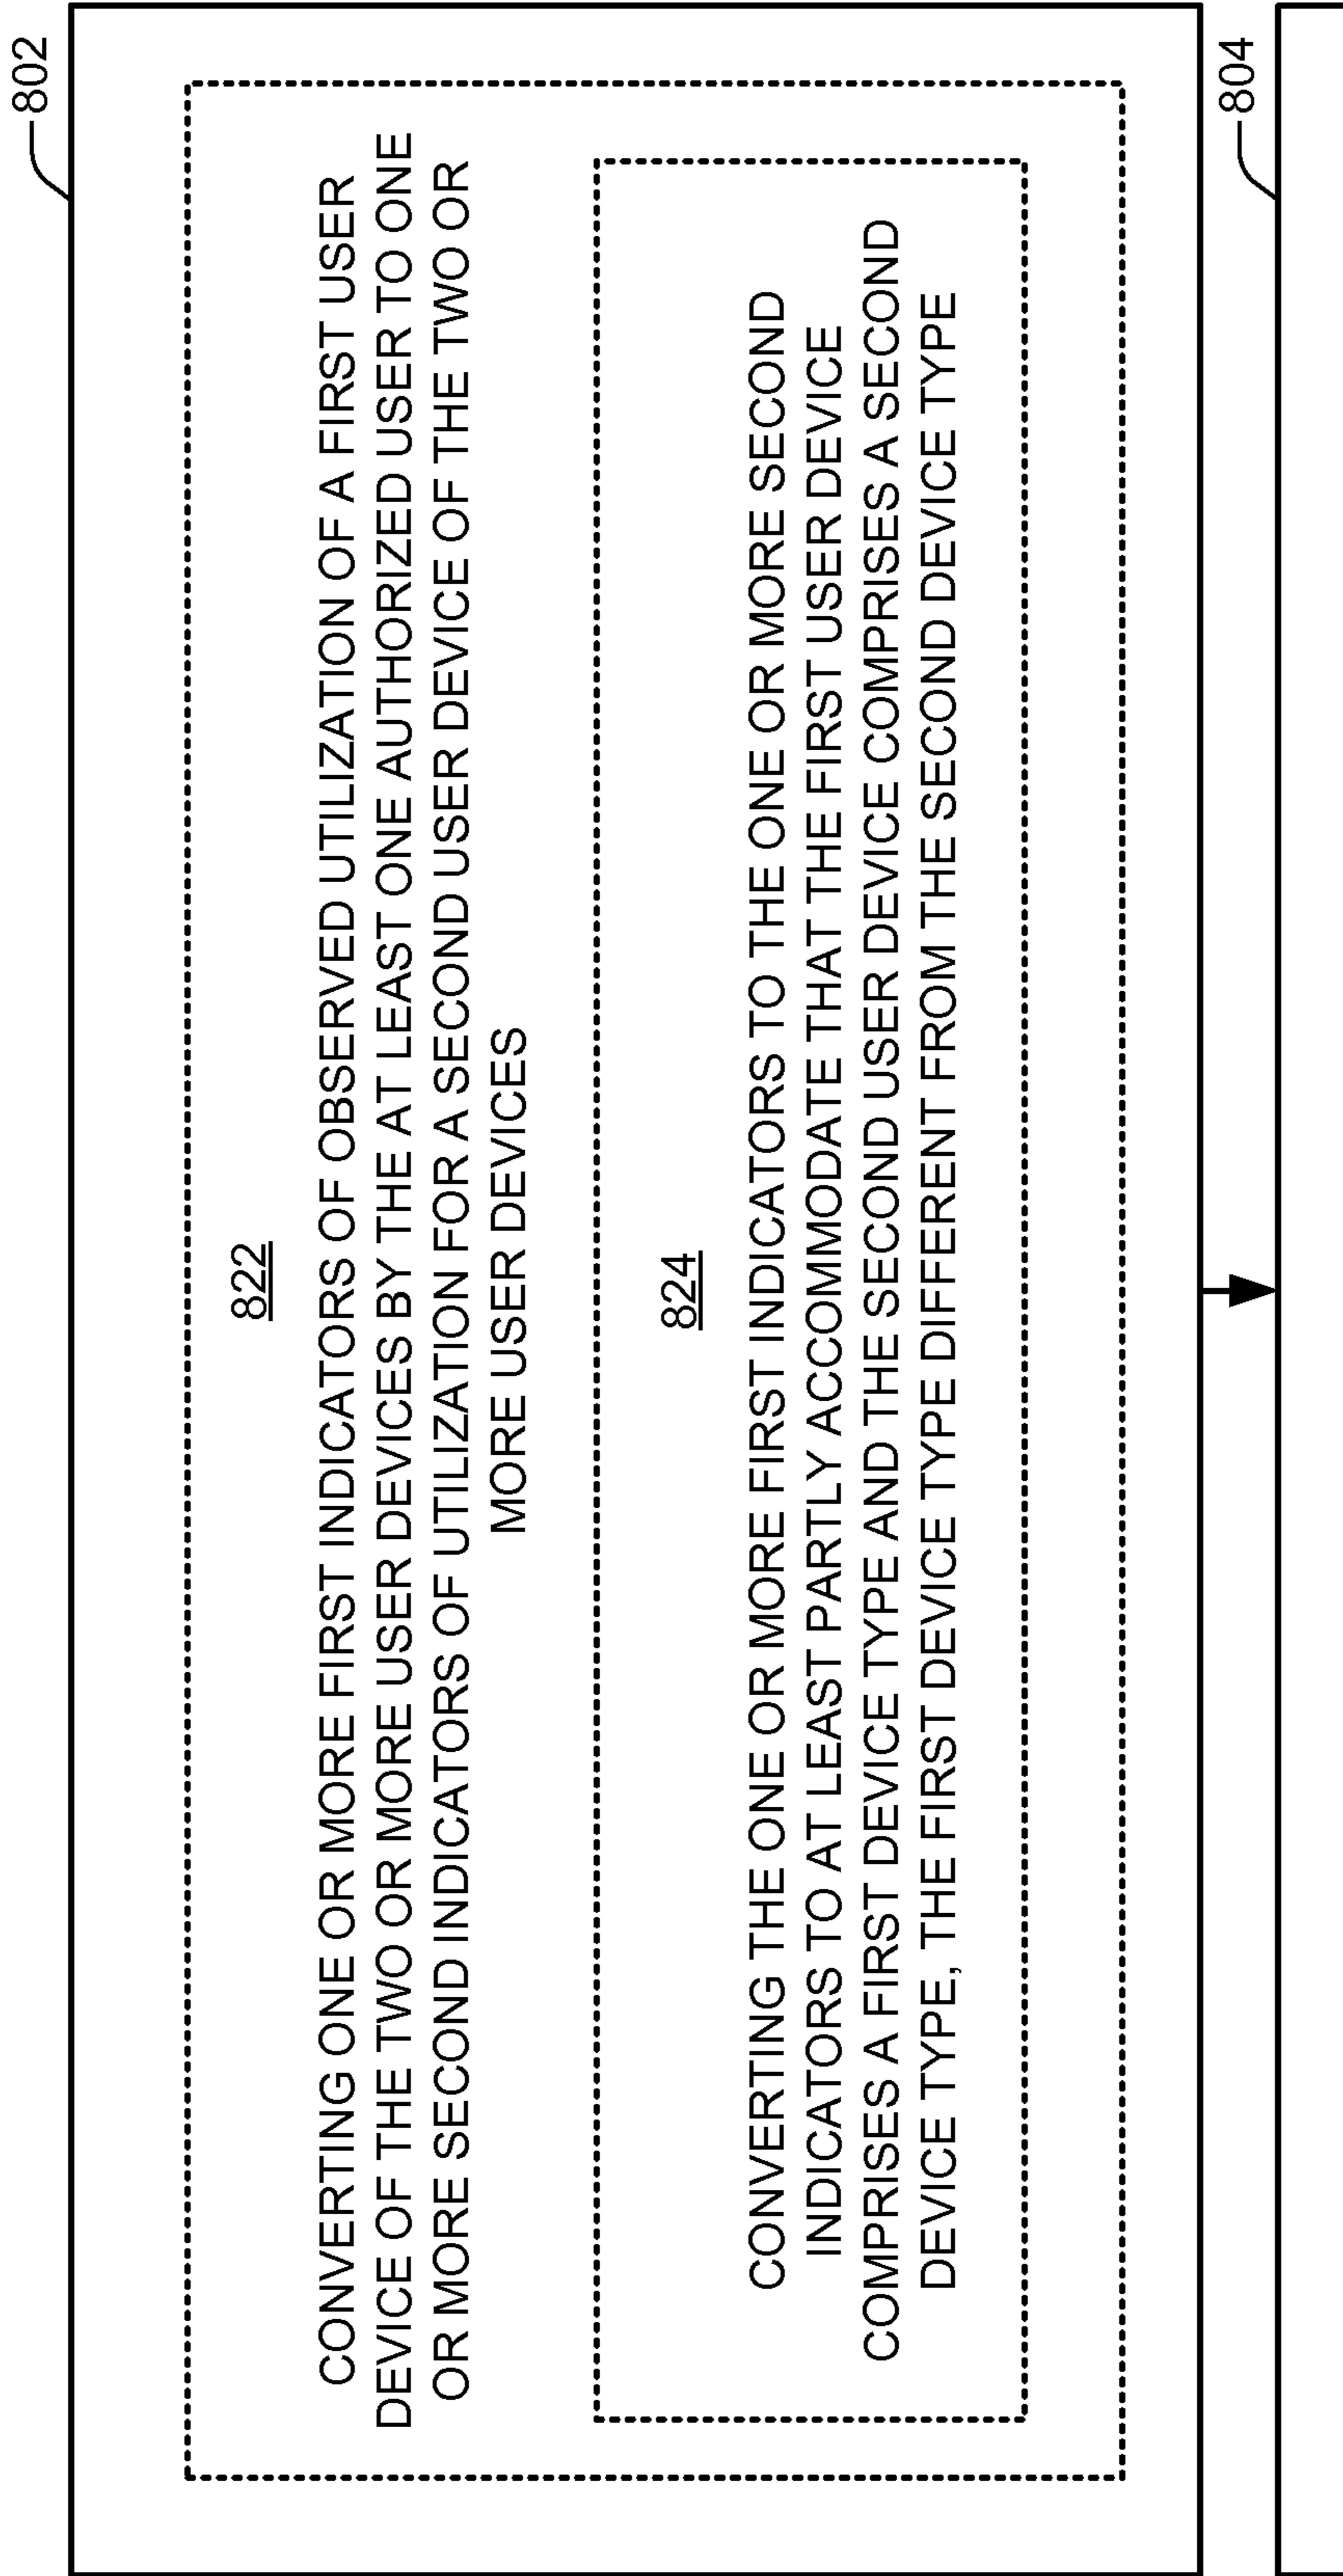 802
822
CONVERTING ONE OR MORE FIRST INDICATORS OF OBSERVED UTILIZATION OF A FIRST USER
DEVICE OF THE TWO OR MORE USER DEVICES BY THE AT LEAST ONE AUTHORIZED USER TO ONE
OR MORE SECOND INDICATORS OF UTILIZATION FOR A SECOND USER DEVICE OF THE TWO OR
MORE USER DEVICES
824
CONVERTING THE ONE OR MORE FIRST INDICATORS TO THE ONE OR MORE SECOND
INDICATORS TO AT LEAST PARTLY ACCOMMODATE THAT THE FIRST USER DEVICE
COMPRISES A FIRST DEVICE TYPE AND THE SECOND USER DEVICE COMPRISES A SECOND
DEVICE TYPE, THE FIRST DEVICE TYPE DIFFERENT FROM THE SECOND DEVICE TYPE
804